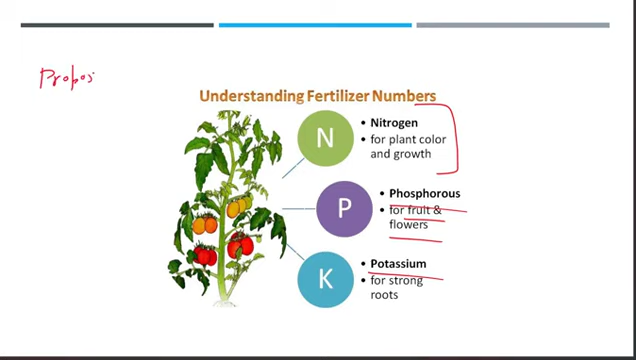 Propos
Understanding Fertilizer Numbers
N
• Nitrogen
• for plant color
and growth
P
• Phosphorous
• for fruit &
flowers
K
• Potassium
• for strong
roots